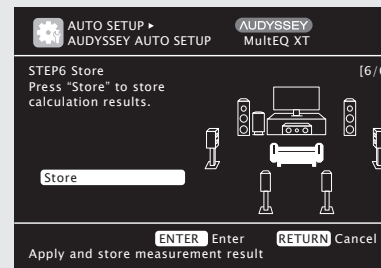 AUTO SETUP ▸
AUDYSSEY AUTO SETUP
AUDYSSEY
MultEQ XT
STEP6 Store
[6/
Press “Store” to store
calculation results.
Store
ENTER Enter RETURN Cancel
Apply and store measurement result